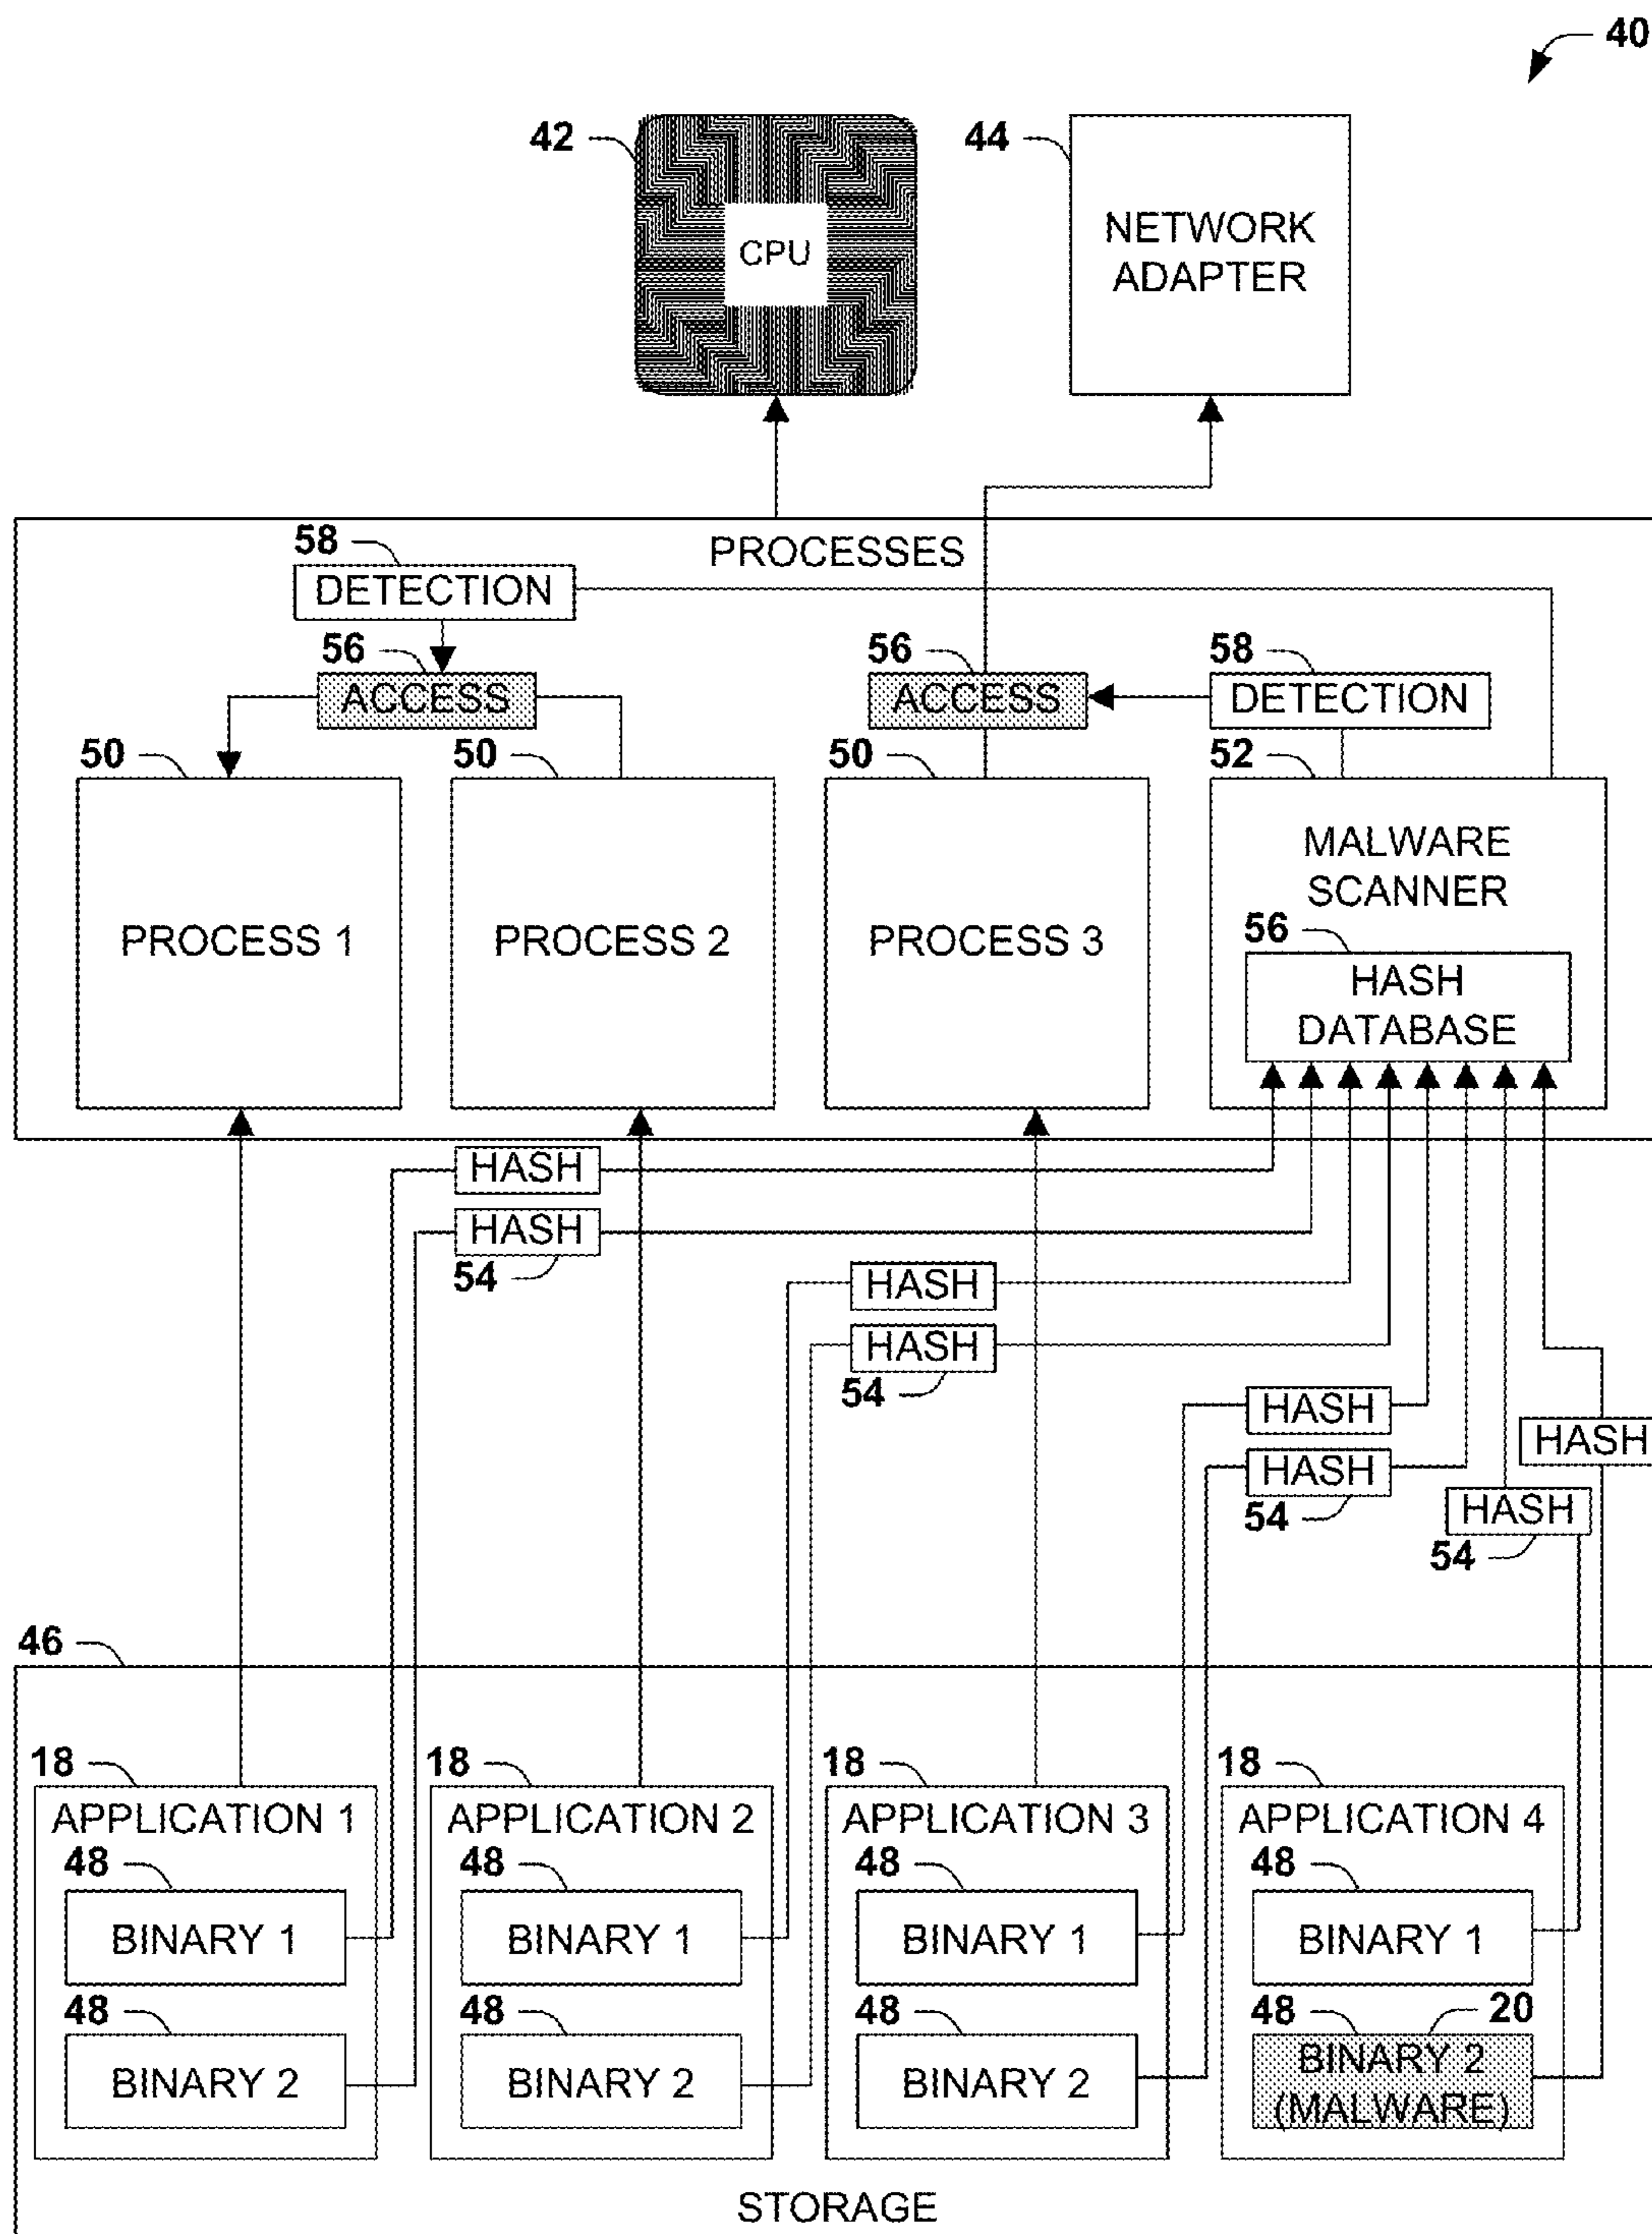 40
42
44
CPU
NETWORK
ADAPTER
PROCESSES
58
DETECTION
56
ACCESS
56
ACCESS
58
DETECTION
50
50
50
52
PROCESS 1
PROCESS 2
PROCESS 3
MALWARE
SCANNER
56
HASH
DATABASE
HASH
HASH
54
HASH
HASH
54
HASH
HASH
54
HASH
HASH
54
46
18
18
18
18
APPLICATION 1
APPLICATION 2
APPLICATION 3
APPLICATION 4
48
48
48
48
BINARY 1
BINARY 1
BINARY 1
BINARY 1
48
48
48
48
20
BINARY 2
BINARY 2
BINARY 2
BINARY 2
(MALWARE)
STORAGE